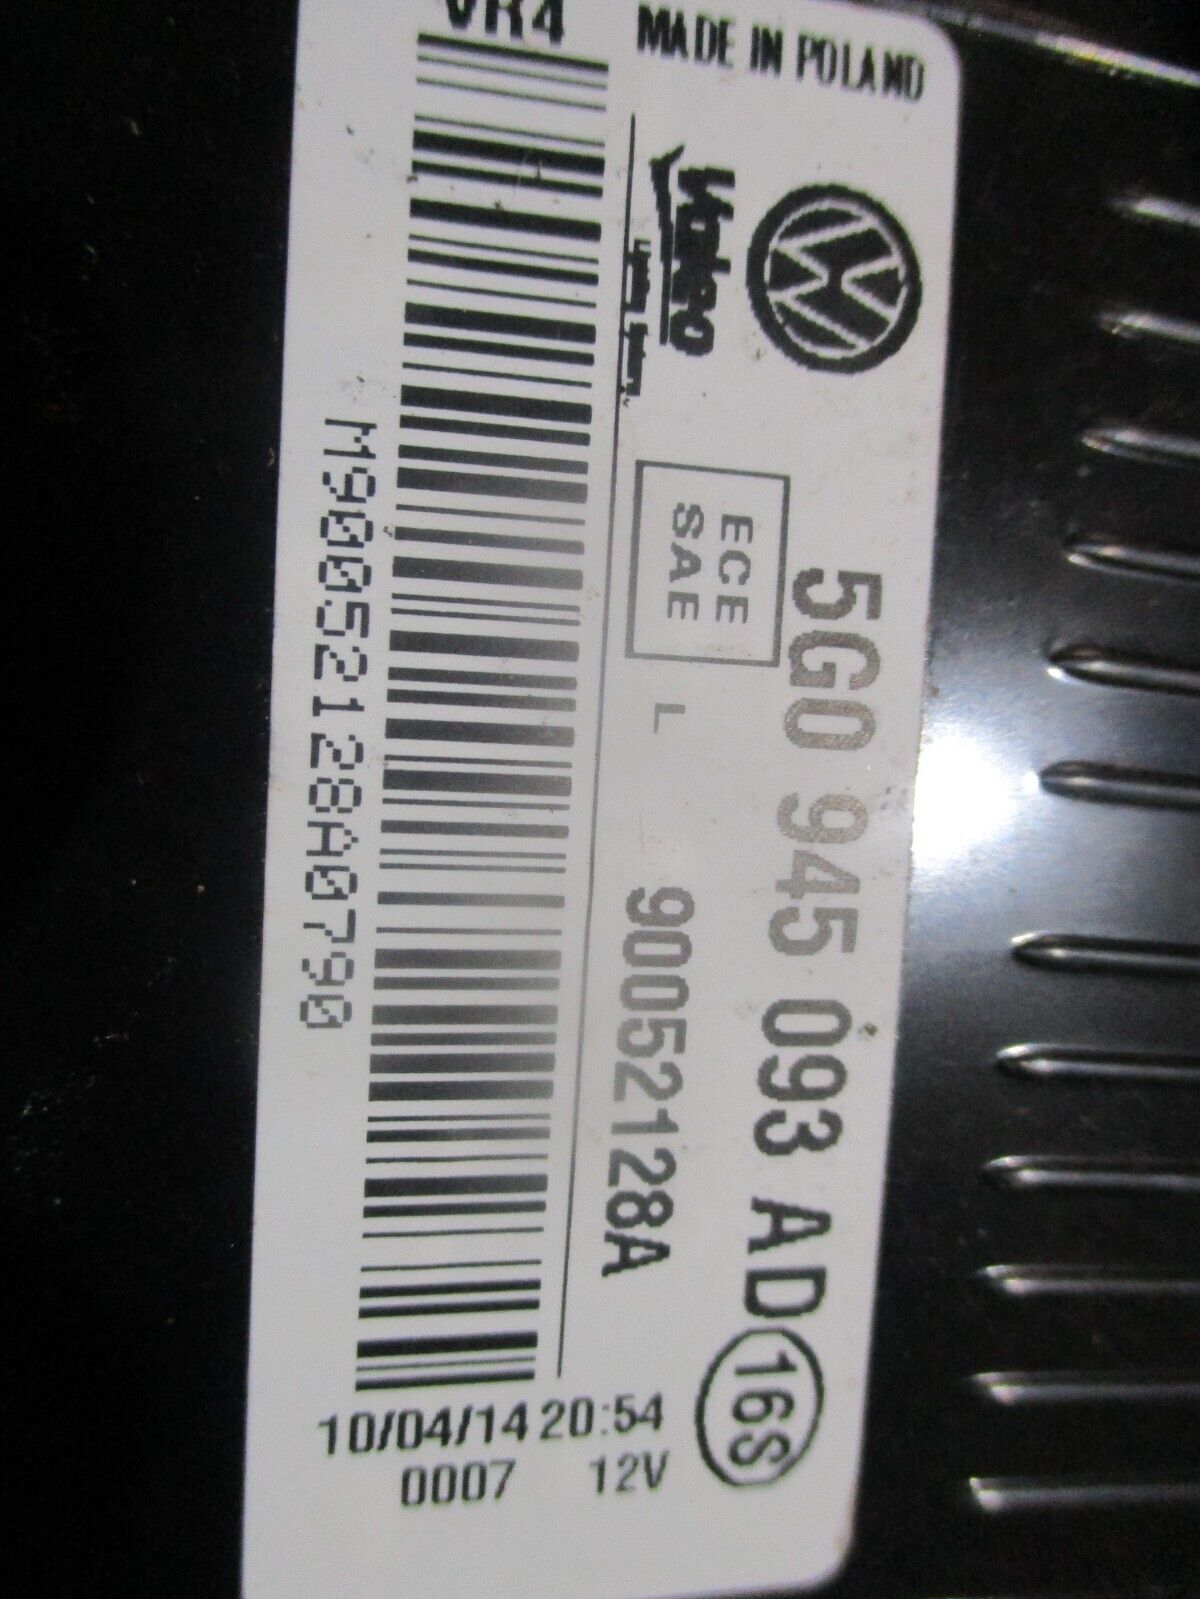 VR4
MADE IN POLAND
Valeo
5G0 945 093 AD
16S
ECE
SAE
L
90052128A
M90052128A0790
10/04/14 20:54
0007 12V